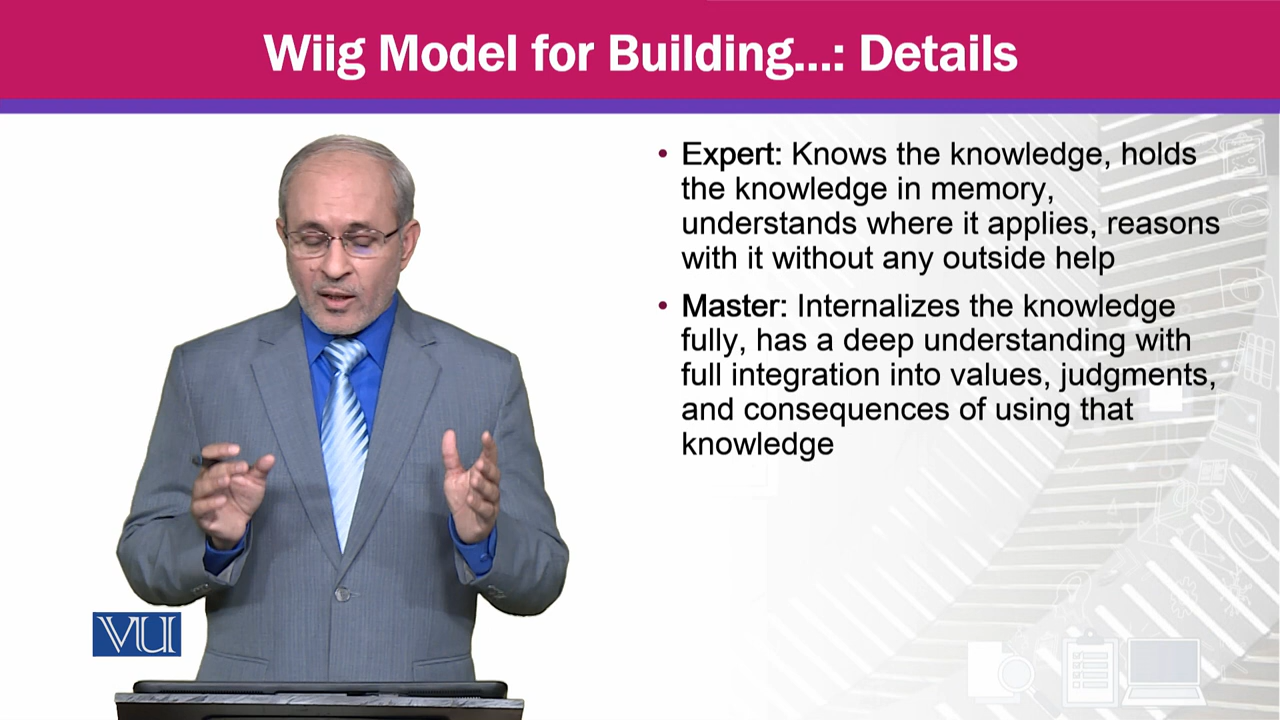 Wiig Model for Building...: Details
• Expert: Knows the knowledge, holds
the knowledge in memory,
understands where it applies, reasons
with it without any outside help
• Master: Internalizes the knowledge
fully, has a deep understanding with
full integration into values, judgments,
and consequences of using that
knowledge
VU